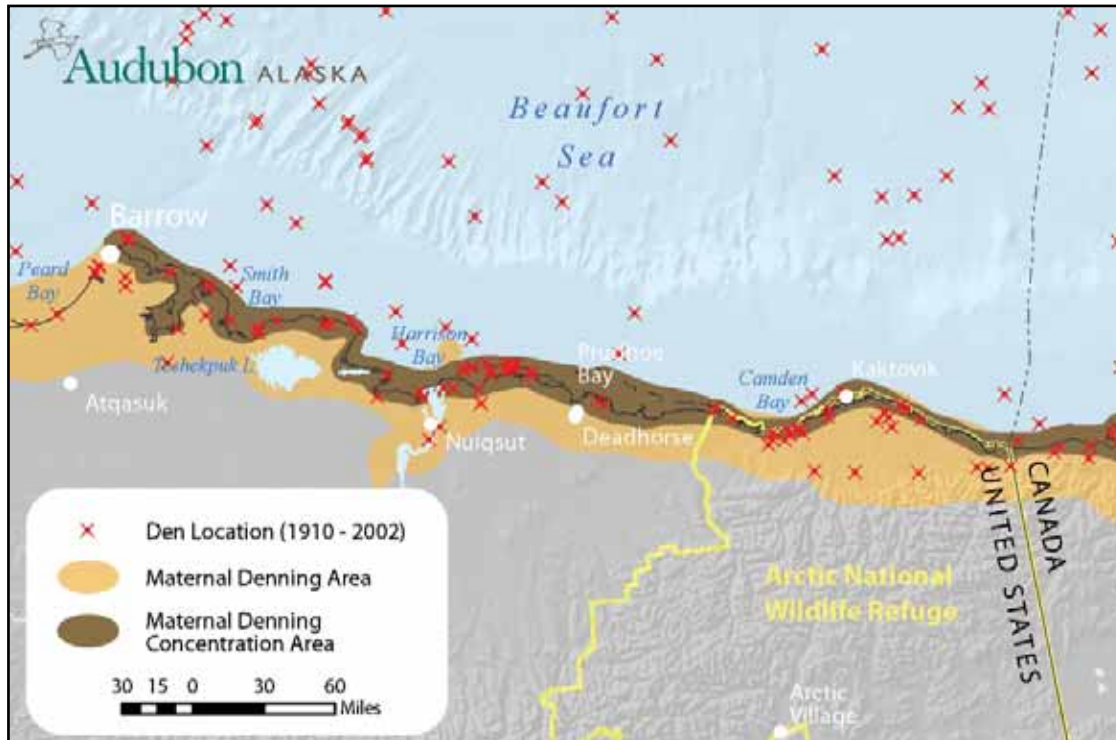 Audubon ALASKA
Beaufort
Sea
Barrow
Peard
Bay
Smith
Bay
Harrison
Bay
Prudhoe
Bay
Camden
Bay
Kaktovik
Teshekpuk L.
Atqasuk
Nuiqsut
Deadhorse
CANADA
UNITED STATES
Arctic National
Wildlife Refuge
Arctic
Village
Den Location (1910 - 2002)
Maternal Denning Area
Maternal Denning
Concentration Area
30 15 0 30 60
Miles